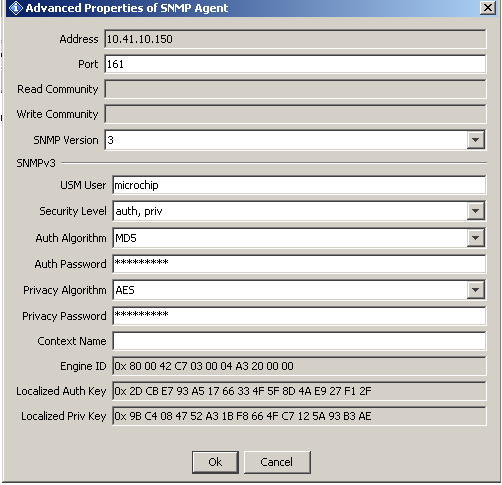 Advanced Properties of SNMP Agent
Address 10.41.10.150
Port 161
Read Community
Write Community
SNMP Version 3
SNMPv3
USM User microchip
Security Level auth, priv
Auth Algorithm MD5
Auth Password *********
Privacy Algorithm AES
Privacy Password *********
Context Name
Engine ID 0x 80 00 42 C7 03 00 04 A3 20 00 00
Localized Auth Key 0x 2D CB E7 93 A5 17 66 33 4F 5F 8D 4A E9 27 F1 2F
Localized Priv Key 0x 9B C4 08 47 52 A3 1B F8 66 4F C7 12 5A 93 B3 AE
Ok Cancel